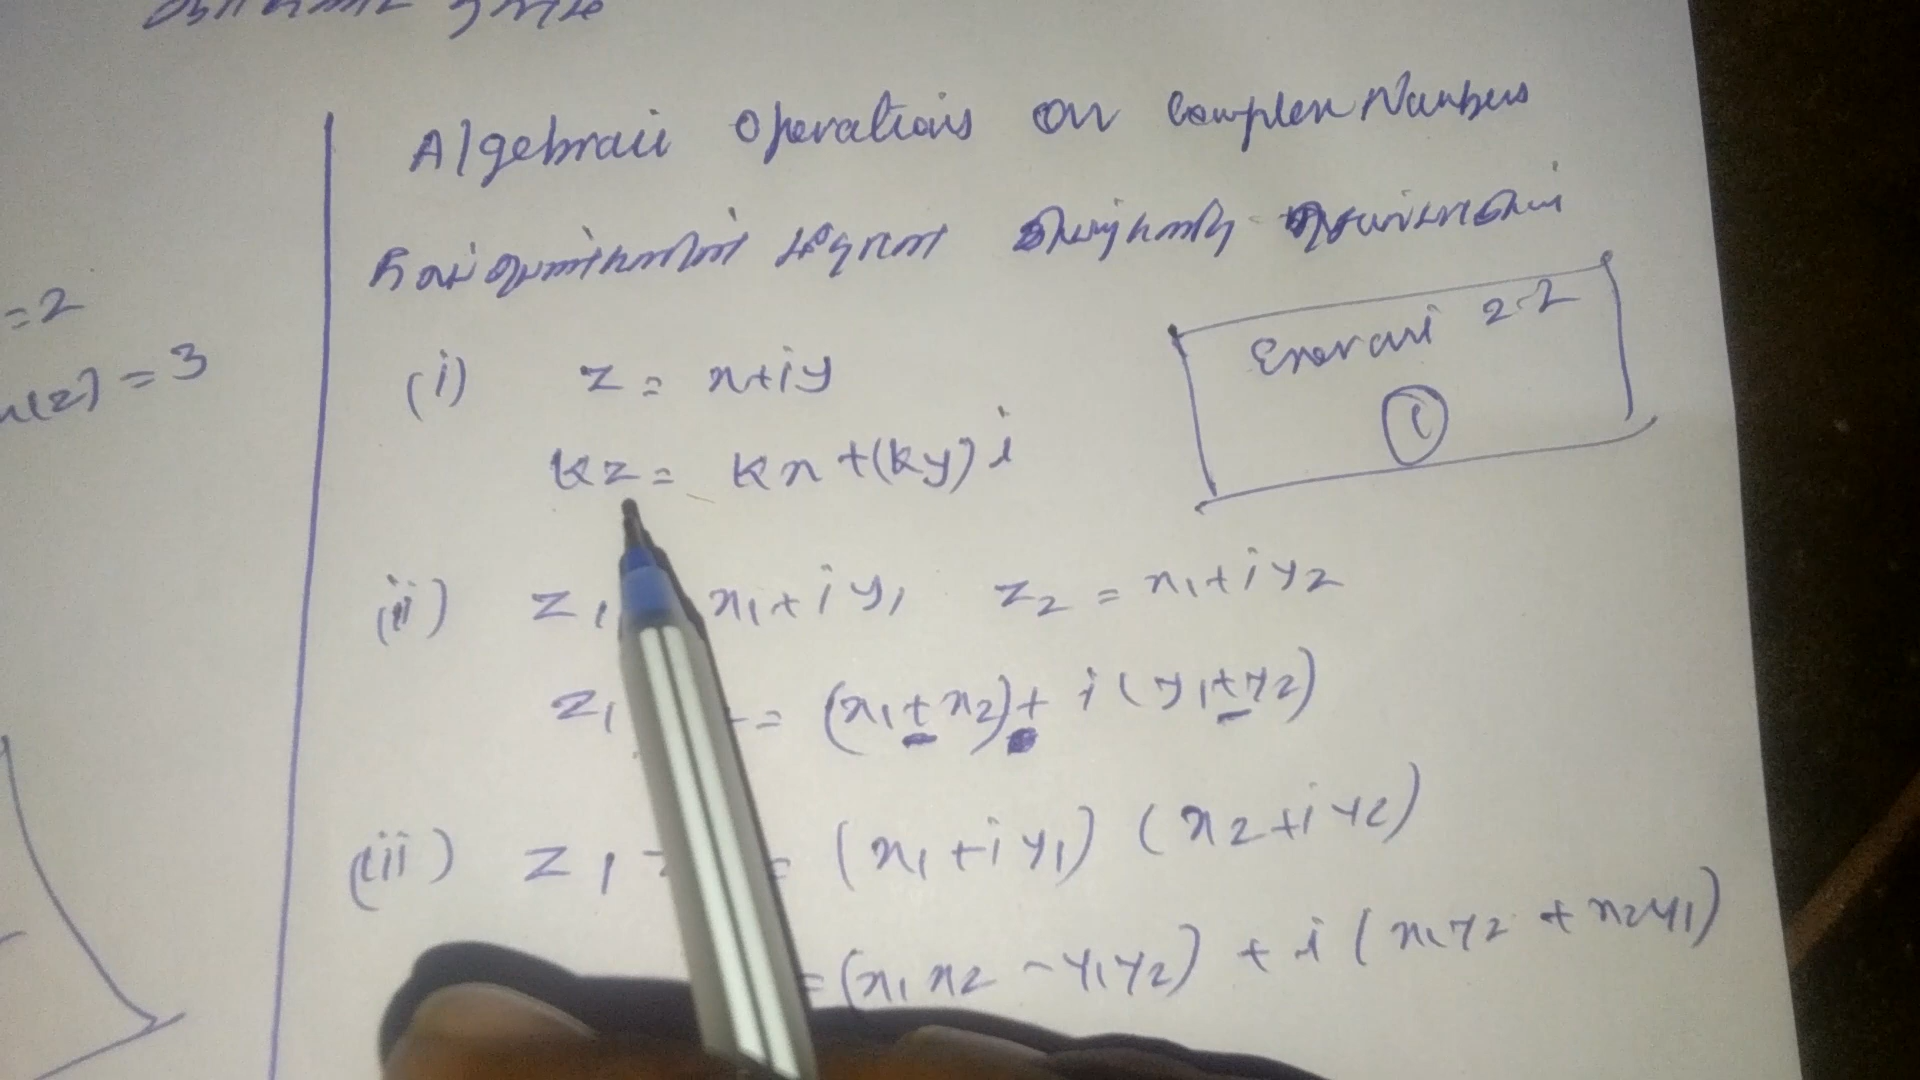 =2
m(z) = 3
Algebraic Operations on Complex Numbers
(i) z = x+iy
kz = kx+(ky)i
Exercise 2.2
1
(ii) z1 x1+iy1 z2 = x1+iy2
z1 = (x1+x2)+i(y1+y2)
(iii) z1 = (x1+iy1)(x2+iy2)
=(x1x2-y1y2)+i(x1y2+x2y1)